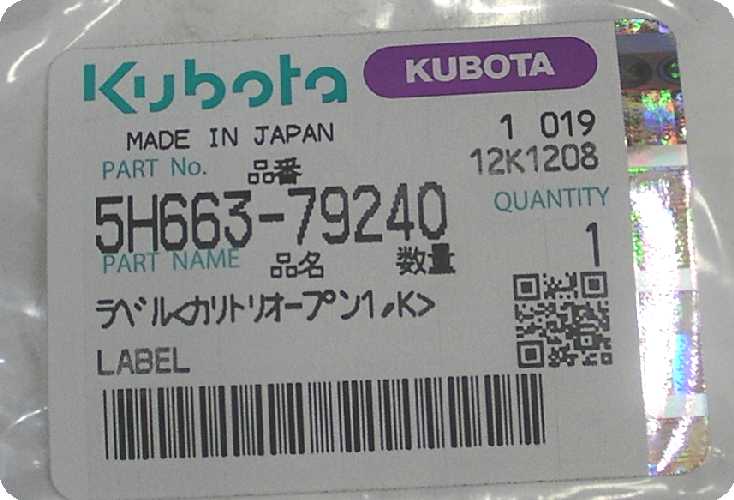 Kubota KUBOTA
MADE IN JAPAN 1 019
PART No. 品番 12K1208
5H663-79240 QUANTITY
PART NAME 品名 数量 1
ラベル<カリトリオープン1,K>
LABEL